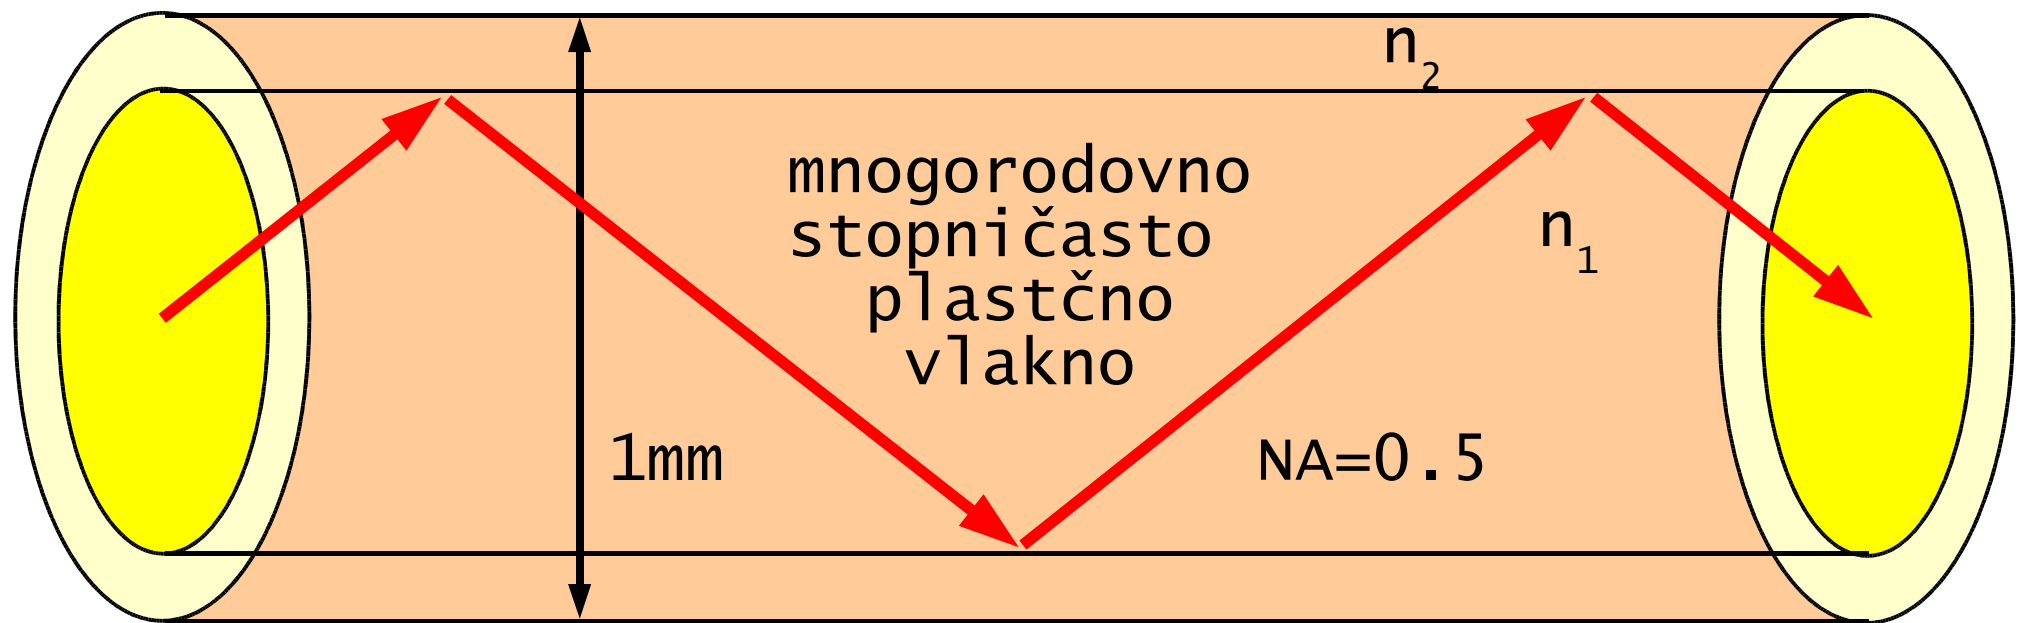 n₂
mnogorodovno
stopničasto
plastčno
vlakno
n₁
1mm
NA=0.5